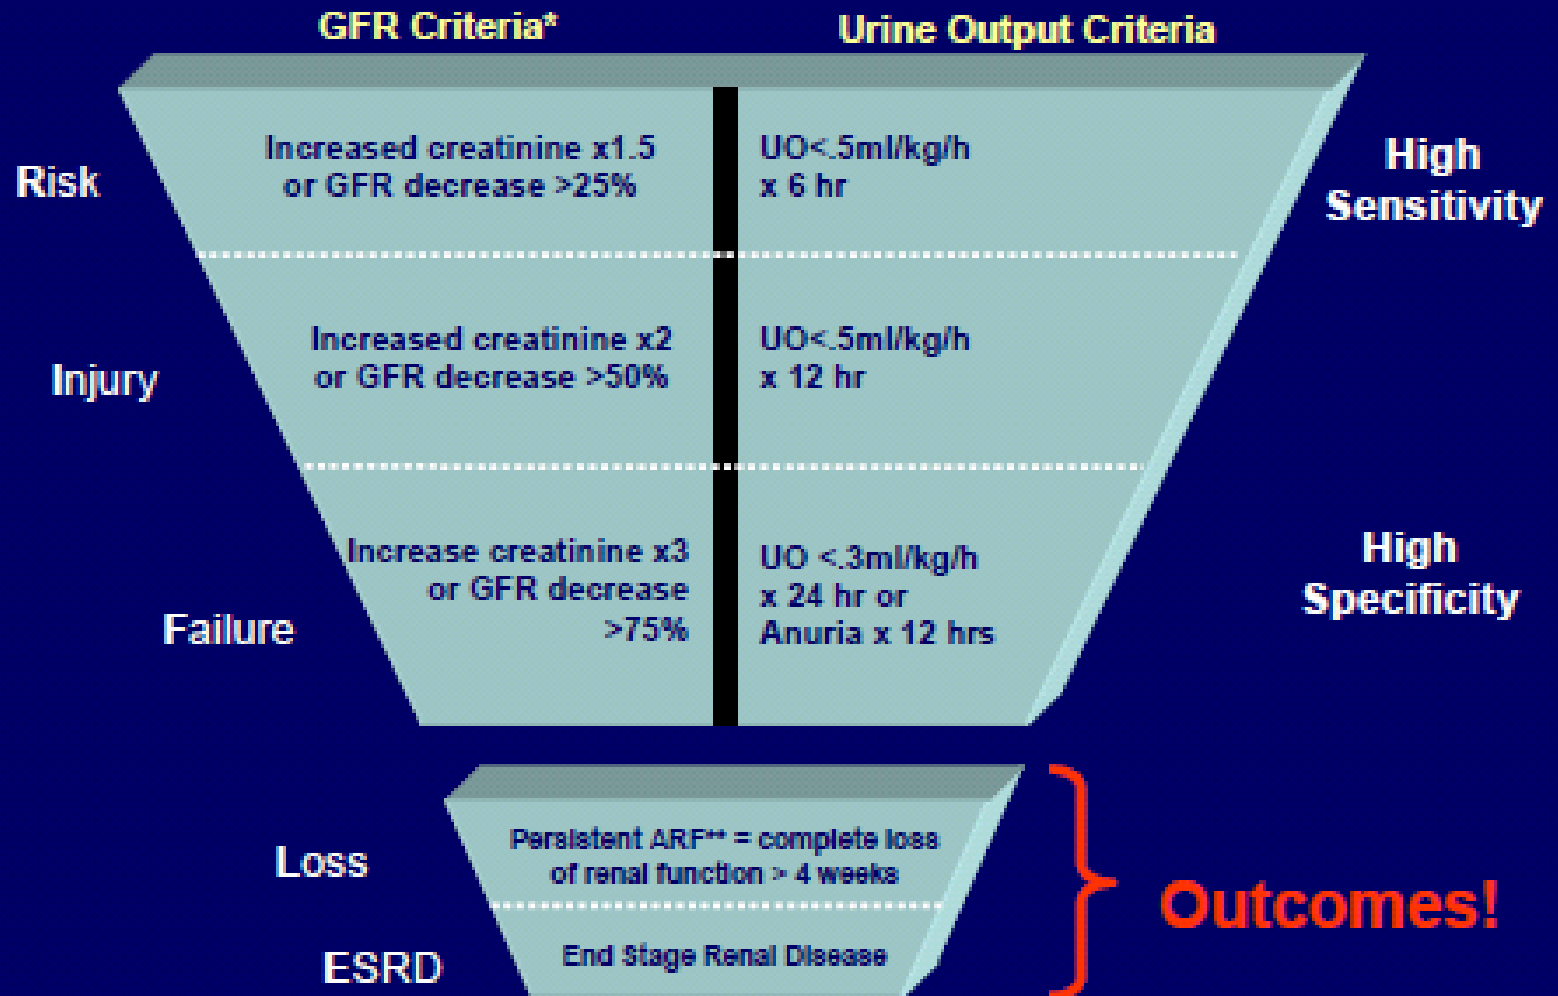 GFR Criteria*
Urine Output Criteria
Risk
Increased creatinine x1.5
or GFR decrease >25%
UO<.5ml/kg/h
x 6 hr
High
Sensitivity
Injury
Increased creatinine x2
or GFR decrease >50%
UO<.5ml/kg/h
x 12 hr
Failure
Increase creatinine x3
or GFR decrease
>75%
UO <.3ml/kg/h
x 24 hr or
Anuria x 12 hrs
High
Specificity
Loss
Persistent ARF** = complete loss
of renal function > 4 weeks
ESRD
End Stage Renal Disease
Outcomes!